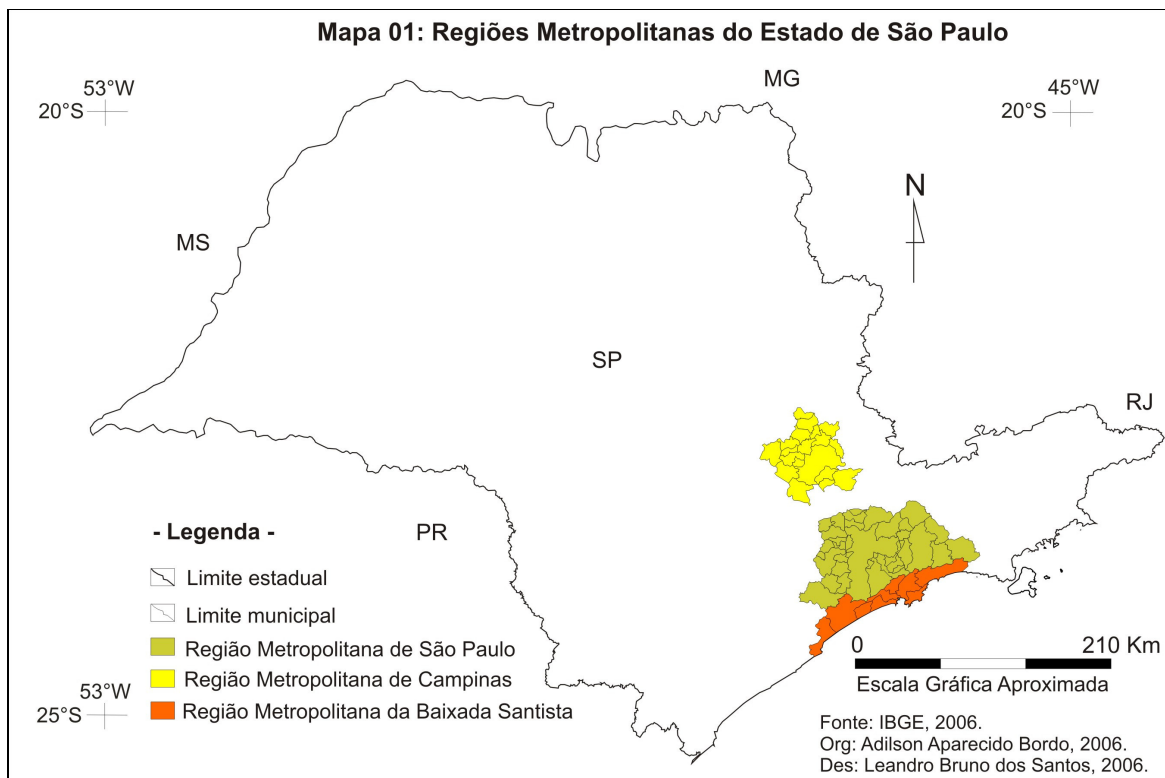 Mapa 01: Regiões Metropolitanas do Estado de São Paulo
53°W
20°S
MG
45°W
20°S
N
MS
SP
RJ
PR
- Legenda -
Limite estadual
Limite municipal
Região Metropolitana de São Paulo
Região Metropolitana de Campinas
Região Metropolitana da Baixada Santista
53°W
25°S
0 210 Km
Escala Gráfica Aproximada
Fonte: IBGE, 2006.
Org: Adilson Aparecido Bordo, 2006.
Des: Leandro Bruno dos Santos, 2006.